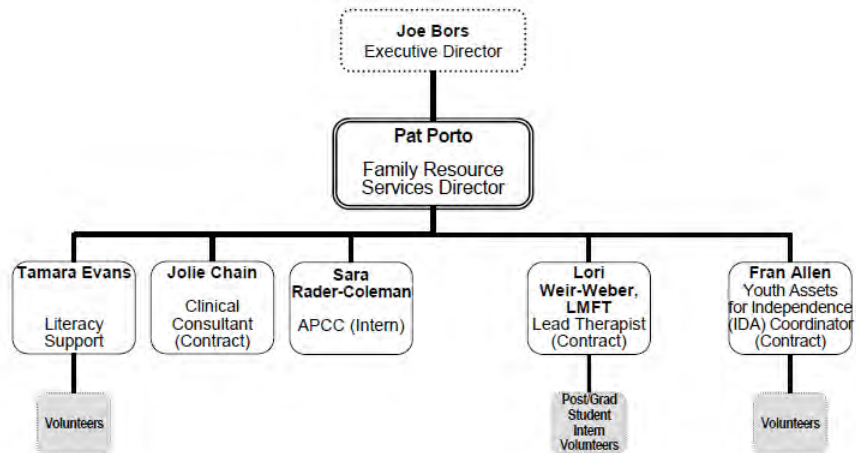 Joe Bors
Executive Director
Pat Porto
Family Resource
Services Director
Tamara Evans
Literacy
Support
Jolie Chain
Clinical
Consultant
(Contract)
Sara
Rader-Coleman
APCC (Intern)
Lori
Weir-Weber,
LMFT
Lead Therapist
(Contract)
Fran Allen
Youth Assets
for Independence
(IDA) Coordinator
(Contract)
Volunteers
Post/Grad
Student
Intern
Volunteers
Volunteers